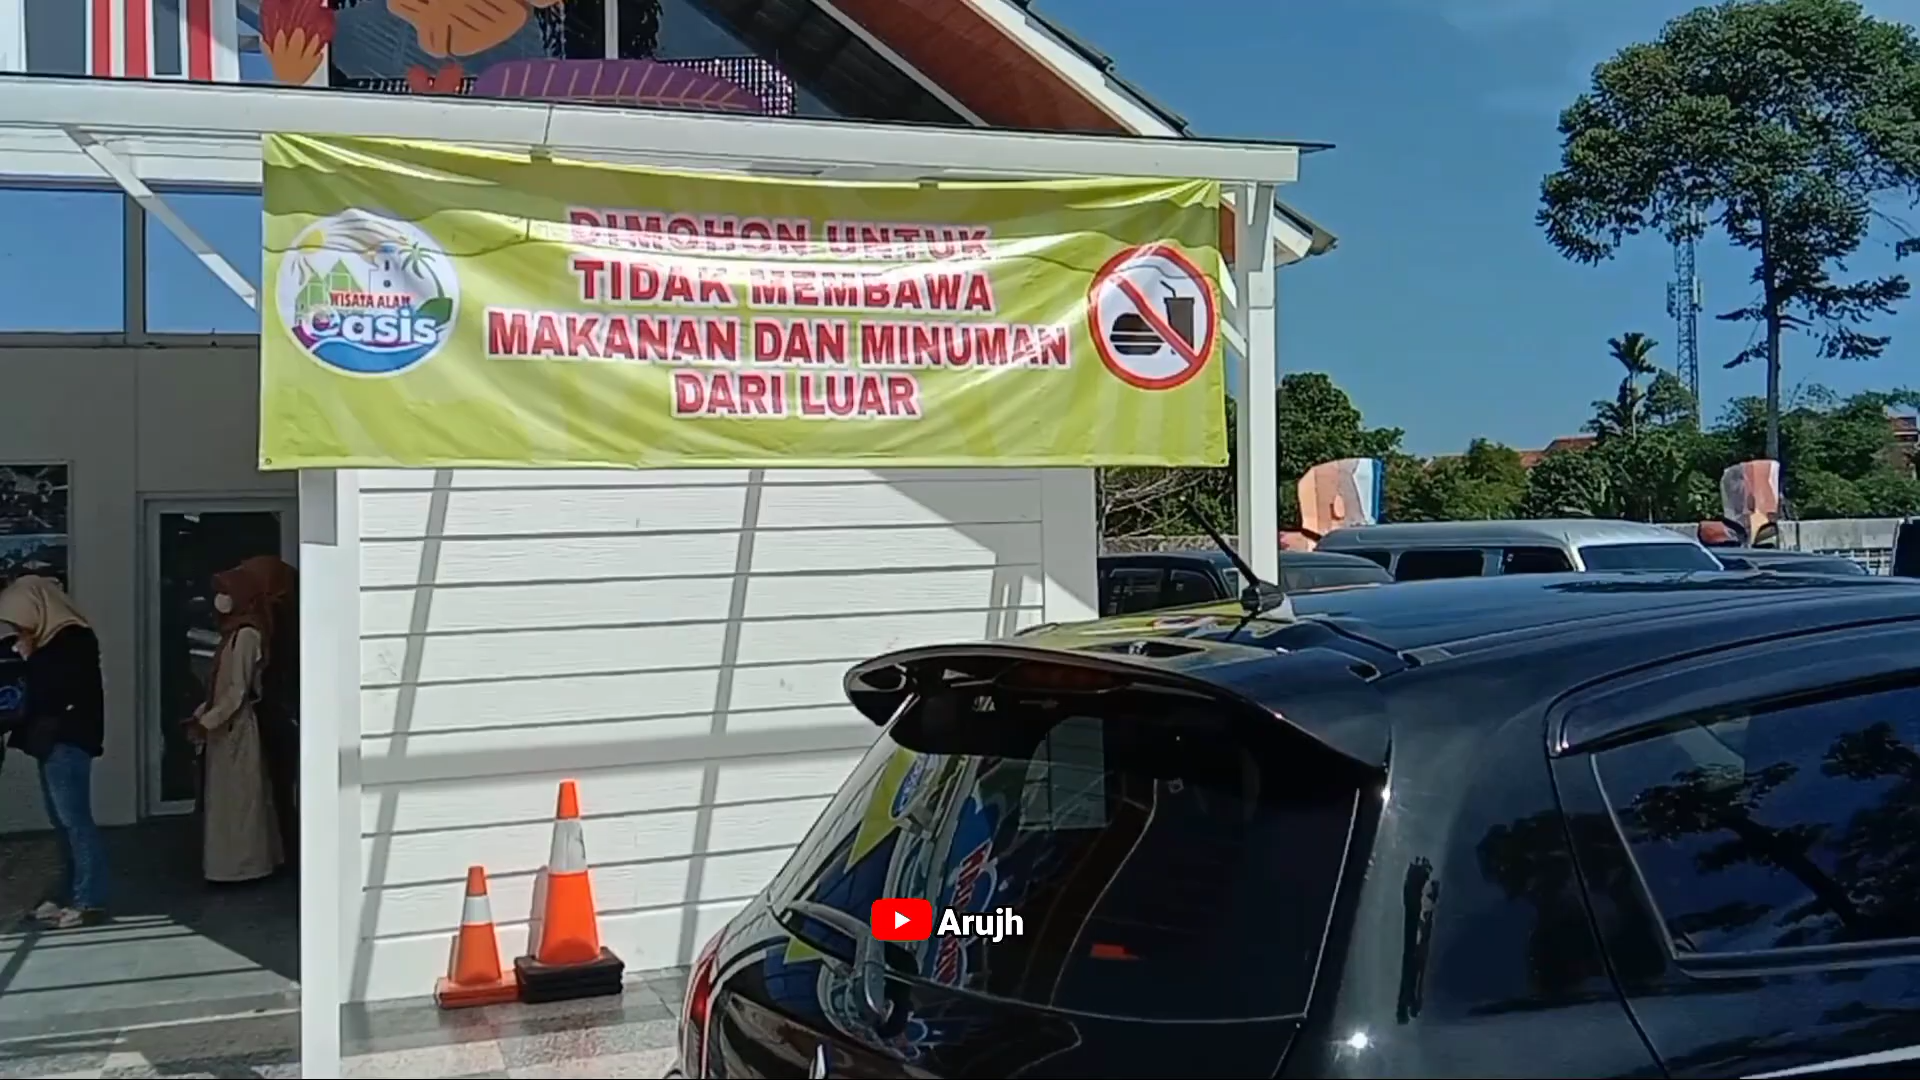 DIMOHON UNTUK
TIDAK MEMBAWA
MAKANAN DAN MINUMAN
DARI LUAR
WISATA ALAM
Oasis
Arujh